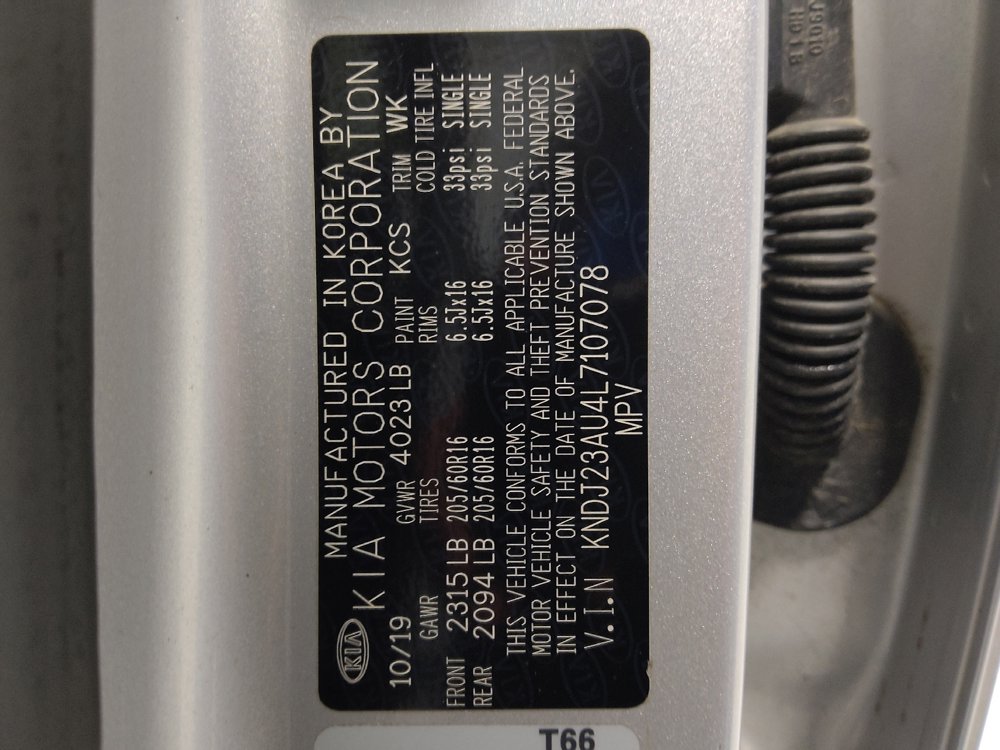 KIA
MANUFACTURED IN KOREA BY
KIA MOTORS CORPORATION
10/19 GVWR 4023LB PAINT KCS TRIM WK
GAWR TIRES RIMS COLD TIRE INFL
FRONT 2315 LB 205/60R16 6.5Jx16 33psi SINGLE
REAR 2094 LB 205/60R16 6.5Jx16 33psi SINGLE
THIS VEHICLE CONFORMS TO ALL APPLICABLE U.S.A. FEDERAL
MOTOR VEHICLE SAFETY AND THEFT PREVENTION STANDARDS
IN EFFECT ON THE DATE OF MANUFACTURE SHOWN ABOVE.
V.I.N KNDJ23AU4L7107078
MPV
T66